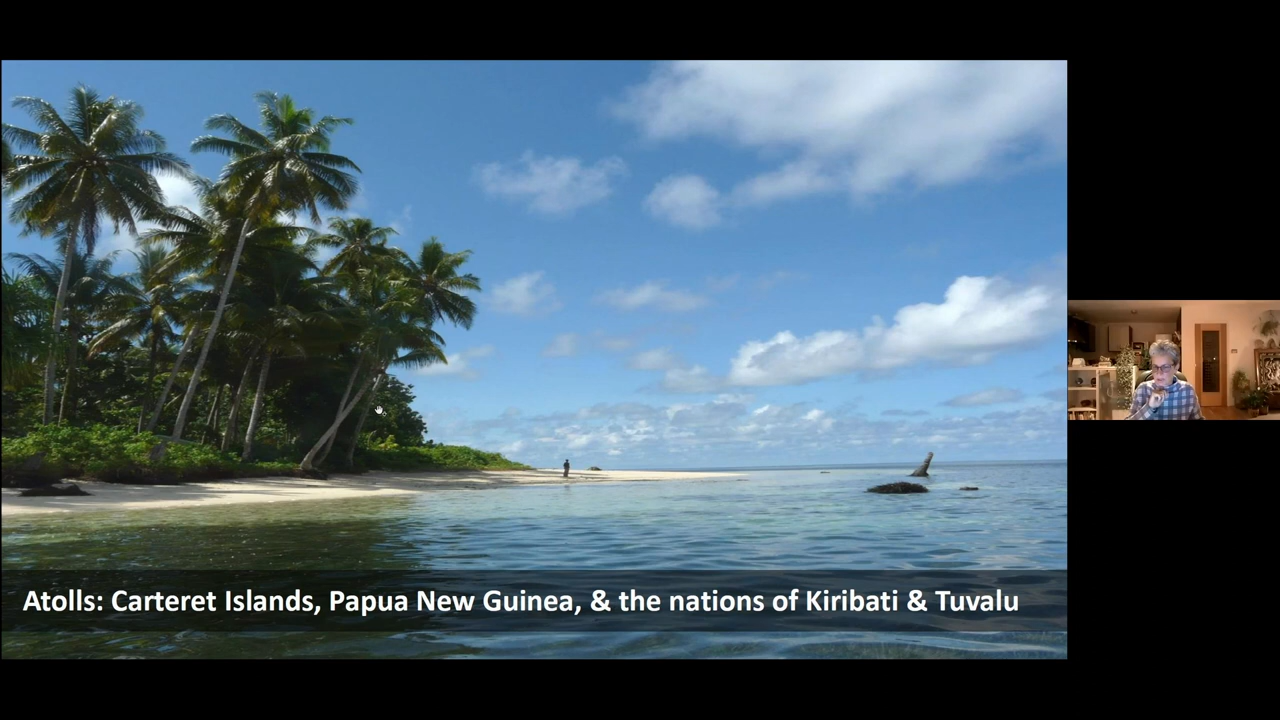 Atolls: Carteret Islands, Papua New Guinea, & the nations of Kiribati & Tuvalu